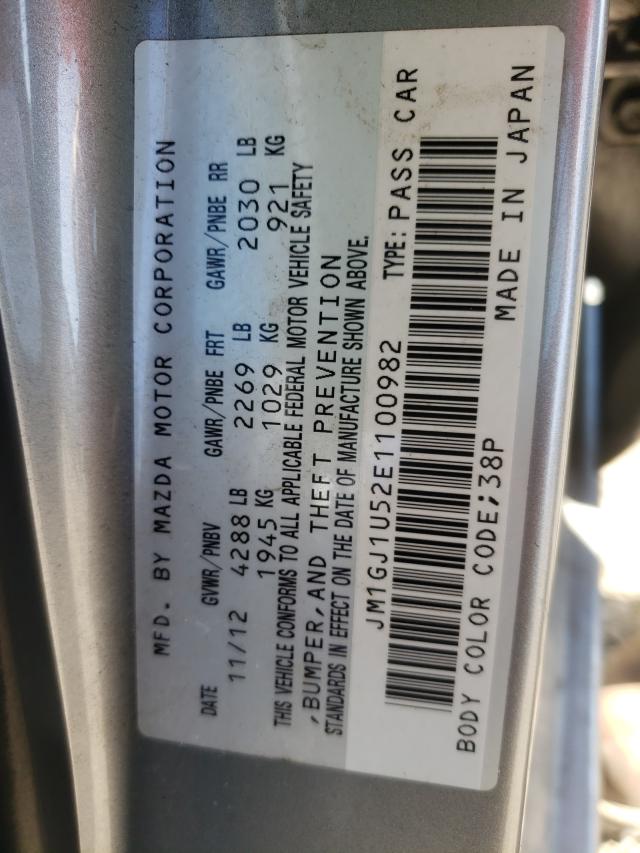 MFD. BY MAZDA MOTOR CORPORATION
DATE GVWR/PNBV GAWR/PNBE FRT GAWR/PNBE RR
11/12 4288 LB 2269 LB 2030 LB
1945 KG 1029 KG 921 KG
THIS VEHICLE CONFORMS TO ALL APPLICABLE FEDERAL MOTOR VEHICLE SAFETY
,BUMPER,AND THEFT PREVENTION
STANDARDS IN EFFECT ON THE DATE OF MANUFACTURE SHOWN ABOVE.
JM1GJ1U52E1100982 TYPE: PASS CAR
BODY COLOR CODE;38P MADE IN JAPAN